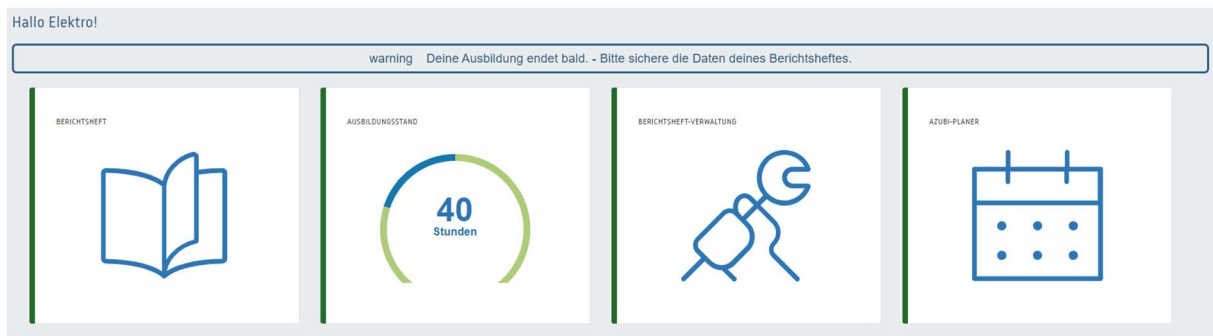 Hallo Elektro!
warning Deine Ausbildung endet bald. - Bitte sichere die Daten deines Berichtsheftes.
BERICHTSHEFT
AUSBILDUNGSSTAND
BERICHTSHEFT-VERWALTUNG
AZUBI-PLANER
40
Stunden